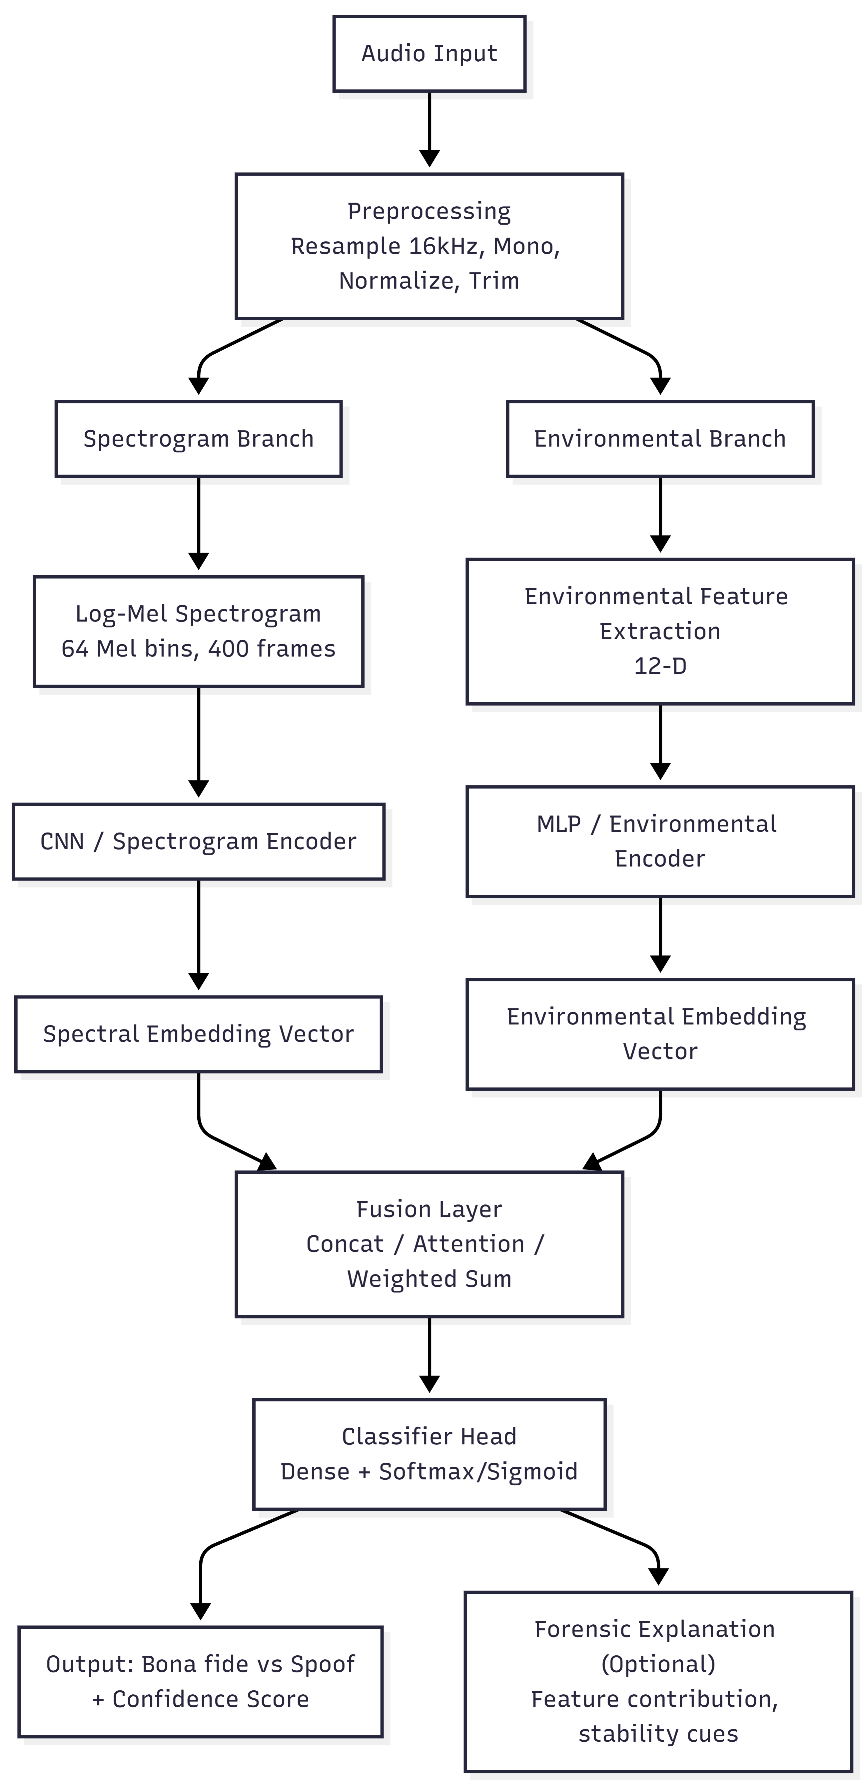 Audio Input
Preprocessing
Resample 16kHz, Mono,
Normalize, Trim
Spectrogram Branch
Environmental Branch
Log-Mel Spectrogram
64 Mel bins, 400 frames
Environmental Feature
Extraction
12-D
CNN / Spectrogram Encoder
MLP / Environmental
Encoder
Spectral Embedding Vector
Environmental Embedding
Vector
Fusion Layer
Concat / Attention /
Weighted Sum
Classifier Head
Dense + Softmax/Sigmoid
Output: Bona fide vs Spoof
+ Confidence Score
Forensic Explanation
(Optional)
Feature contribution,
stability cues